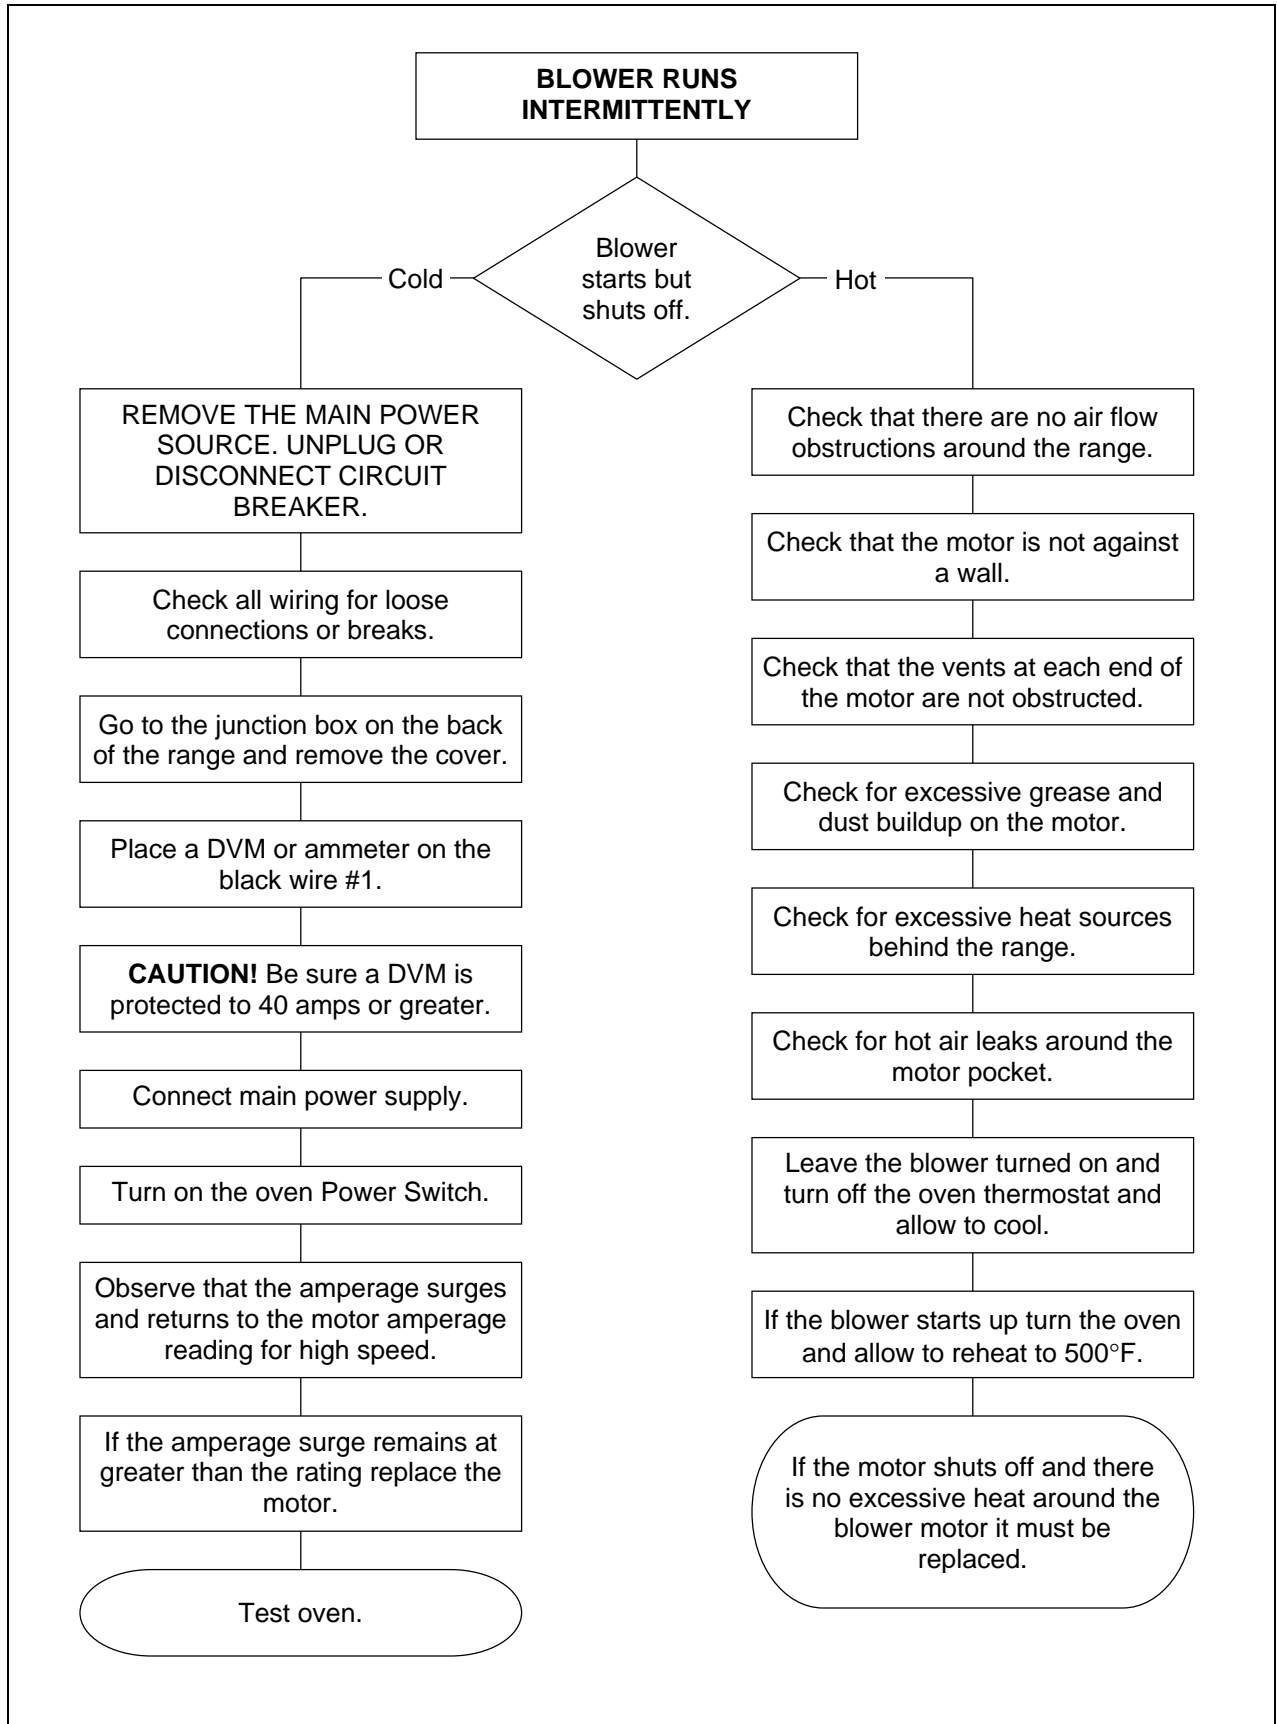 BLOWER RUNS
INTERMITTENTLY
Blower
starts but
shuts off.
Cold
Hot
REMOVE THE MAIN POWER
SOURCE. UNPLUG OR
DISCONNECT CIRCUIT
BREAKER.
Check all wiring for loose
connections or breaks.
Go to the junction box on the back
of the range and remove the cover.
Place a DVM or ammeter on the
black wire #1.
CAUTION! Be sure a DVM is
protected to 40 amps or greater.
Connect main power supply.
Turn on the oven Power Switch.
Observe that the amperage surges
and returns to the motor amperage
reading for high speed.
If the amperage surge remains at
greater than the rating replace the
motor.
Test oven.
Check that there are no air flow
obstructions around the range.
Check that the motor is not against
a wall.
Check that the vents at each end of
the motor are not obstructed.
Check for excessive grease and
dust buildup on the motor.
Check for excessive heat sources
behind the range.
Check for hot air leaks around the
motor pocket.
Leave the blower turned on and
turn off the oven thermostat and
allow to cool.
If the blower starts up turn the oven
and allow to reheat to 500°F.
If the motor shuts off and there
is no excessive heat around the
blower motor it must be
replaced.